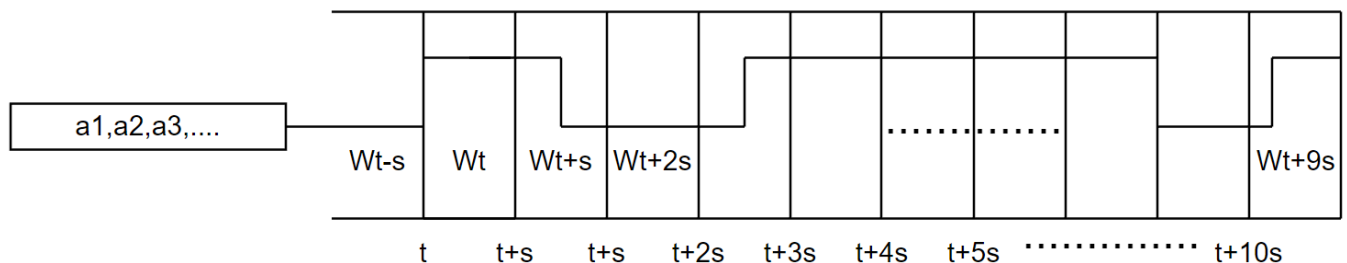 a1,a2,a3,....
Wt-s Wt Wt+s Wt+2s Wt+9s
t t+s t+s t+2s t+3s t+4s t+5s t+10s